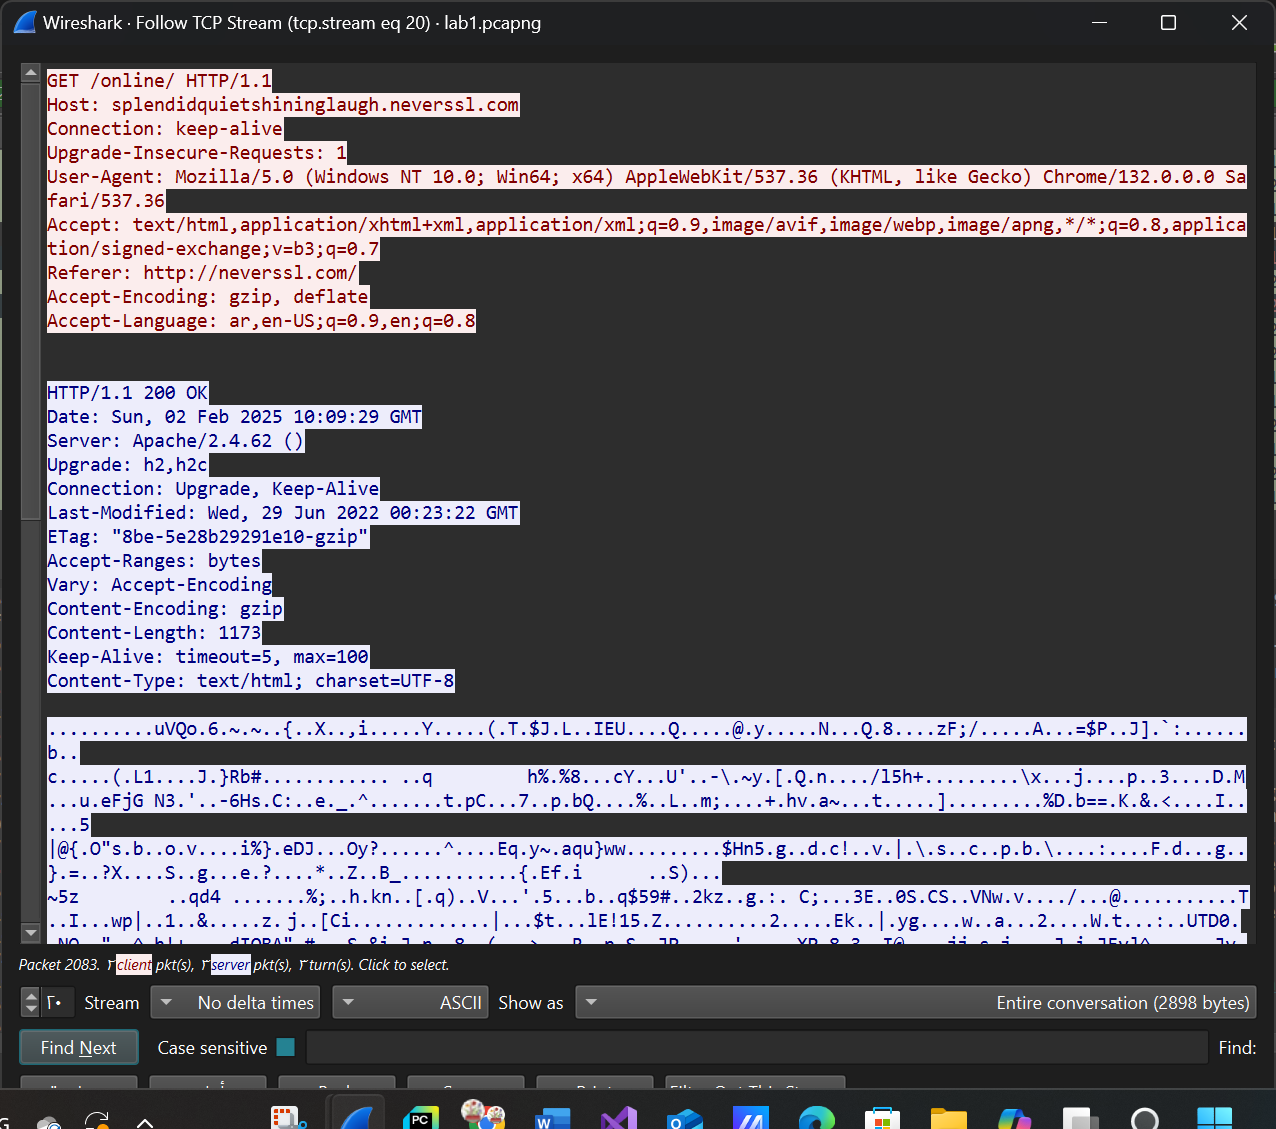 Wireshark · Follow TCP Stream (tcp.stream eq 20) · lab1.pcapng
GET /online/ HTTP/1.1
Host: splendidquietshininglaugh.neverssl.com
Connection: keep-alive
Upgrade-Insecure-Requests: 1
User-Agent: Mozilla/5.0 (Windows NT 10.0; Win64; x64) AppleWebKit/537.36 (KHTML, like Gecko) Chrome/132.0.0.0 Sa
fari/537.36
Accept: text/html,application/xhtml+xml,application/xml;q=0.9,image/avif,image/webp,image/apng,*/*;q=0.8,applica
tion/signed-exchange;v=b3;q=0.7
Referer: http://neverssl.com/
Accept-Encoding: gzip, deflate
Accept-Language: ar,en-US;q=0.9,en;q=0.8
HTTP/1.1 200 OK
Date: Sun, 02 Feb 2025 10:09:29 GMT
Server: Apache/2.4.62 ()
Upgrade: h2,h2c
Connection: Upgrade, Keep-Alive
Last-Modified: Wed, 29 Jun 2022 00:23:22 GMT
ETag: "8be-5e28b29291e10-gzip"
Accept-Ranges: bytes
Vary: Accept-Encoding
Content-Encoding: gzip
Content-Length: 1173
Keep-Alive: timeout=5, max=100
Content-Type: text/html; charset=UTF-8
..........uVQo.6.~.~..{..X..,i.....Y.....(.T.$J.L..IEU....Q.....@.y.....N...Q.8....zF;/.....A...=$P..J].`:......
b..
c.....(.L1....J.}Rb#............ ..q h%.%8...cY...U'..-\.~y.[.Q.n..../l5h+.........\x...j....p..3....D.M
...u.eFjG N3.'..-6Hs.C:..e._.^.......t.pC...7..p.bQ....%..L..m;....+.hv.a~...t.....].........%D.b==.K.&.<....I..
...5
|@{.O"s.b..o.v....i%}.eDJ...Oy?......^....Eq.y~.aqu}ww.........$Hn5.g..d.c!..v.|.\.s..c..p.b.\....:....F.d...g..
}.=..?X....S..g...e.?....*..Z..B_...........{.Ef.i ..S)...
~5z ..qd4 .......%;..h.kn..[.q)..V...'.5...b..q$59#..2kz..g.:. C;...3E..0S.CS..VNw.v..../...@...........T
..I...wp|..1..&.....z.j..[Ci............|...$t...lE!15.Z..........2.....Ek..|.yg....w..a...2....W.t...:..UTD0.
Packet 2083. ٢ client pkt(s), ٢ server pkt(s), ٢ turn(s). Click to select.
٢٠ Stream No delta times ASCII Show as Entire conversation (2898 bytes)
Find Next Case sensitive Find: